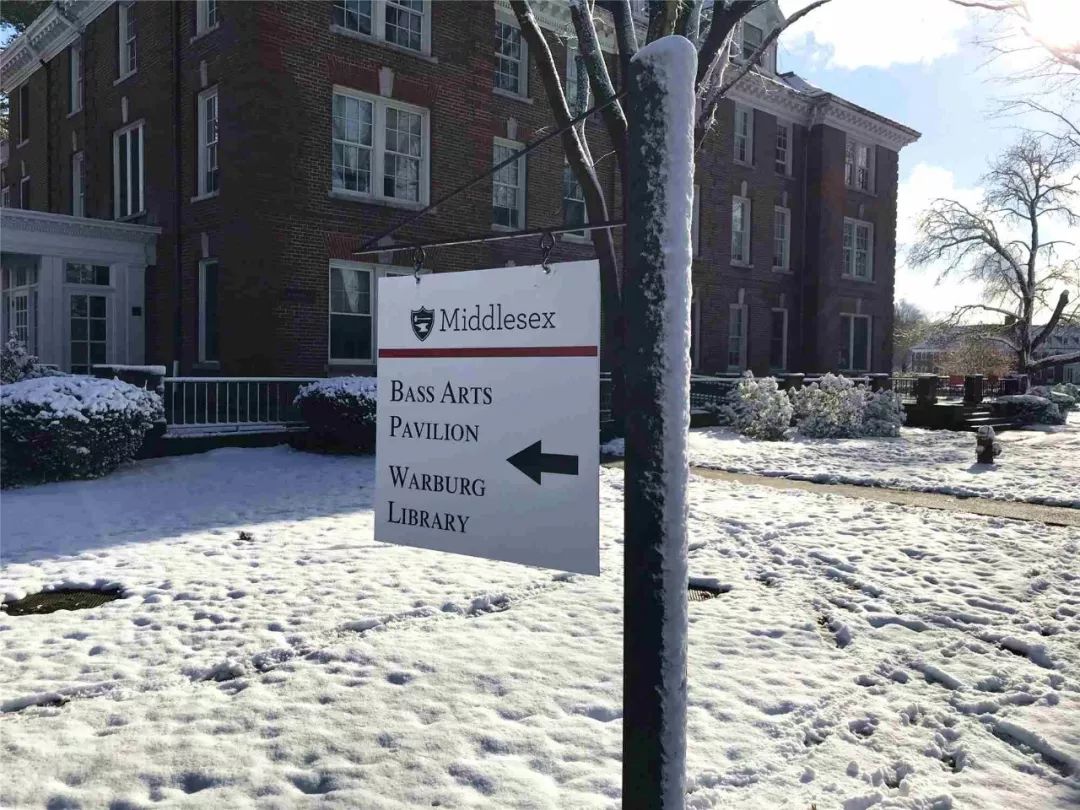 Middlesex
BASS ARTS
PAVILION
WARBURG
LIBRARY